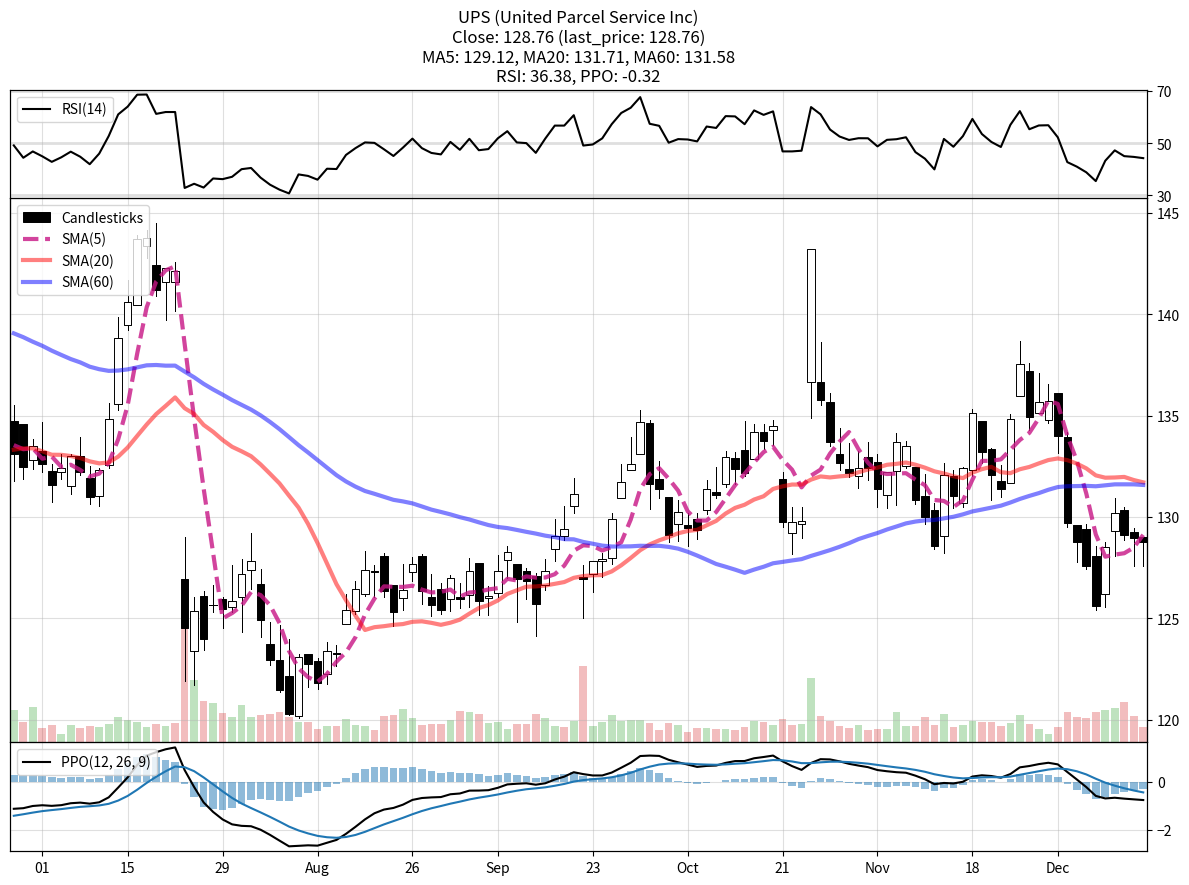 UPS (United Parcel Service Inc)
Close: 128.76 (last_price: 128.76)
MA5: 129.12, MA20: 131.71, MA60: 131.58
RSI: 36.38, PPO: -0.32
RSI(14)
70
50
30
Candlesticks
SMA(5)
SMA(20)
SMA(60)
145
140
135
130
125
120
PPO(12, 26, 9)
0
−2
01 15 29 Aug 26 Sep 23 Oct 21 Nov 18 Dec